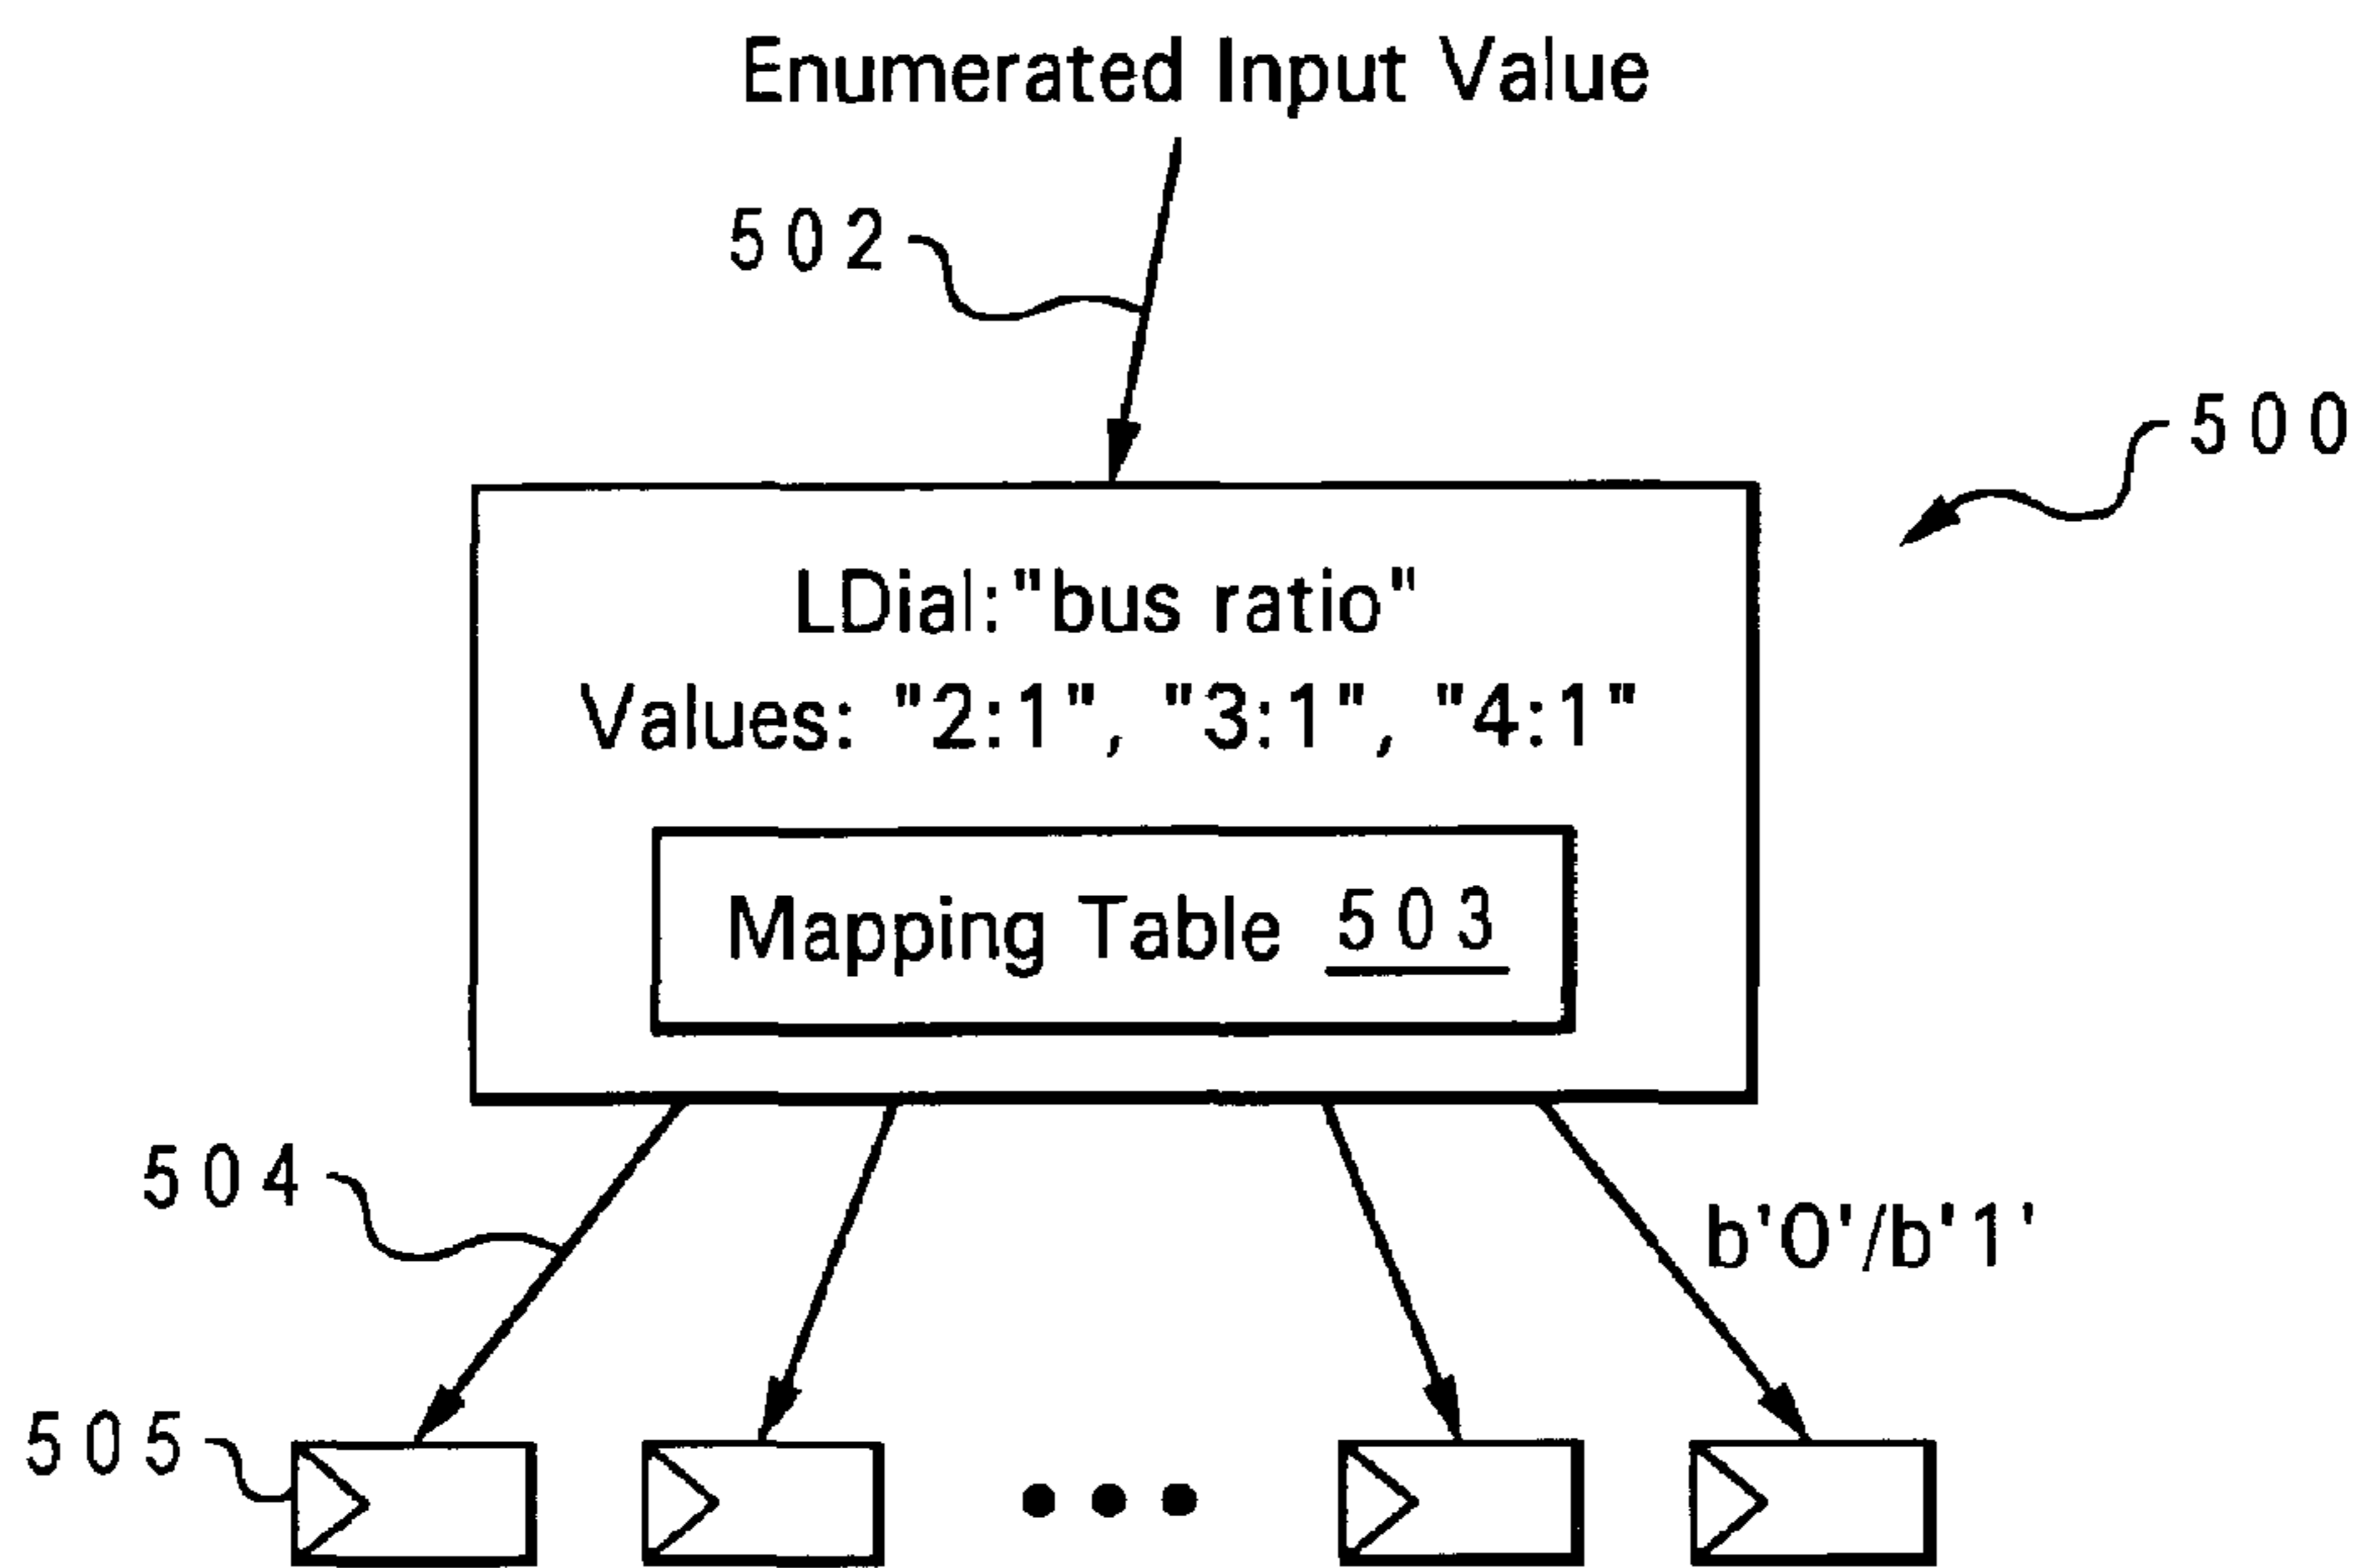 Enumerated Input Value
502
500
LDial:"bus ratio"
Values: "2:1", "3:1", "4:1"
Mapping Table 503
504
b'0'/b'1'
505